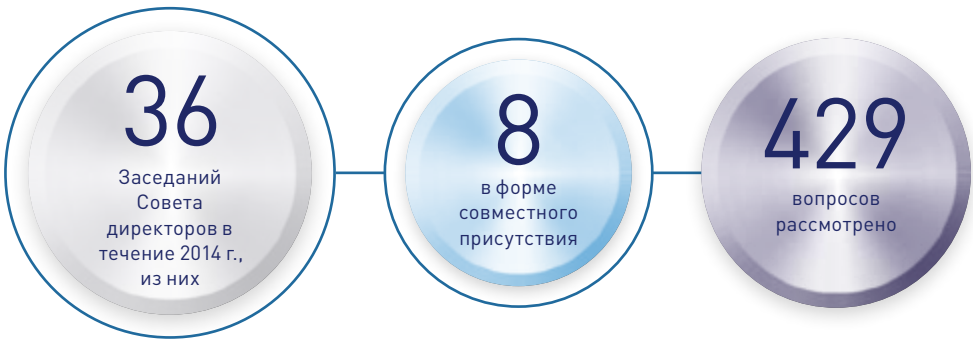 36
Заседаний
Совета
директоров в
течение 2014 г.,
из них
8
в форме
совместного
присутствия
429
вопросов
рассмотрено